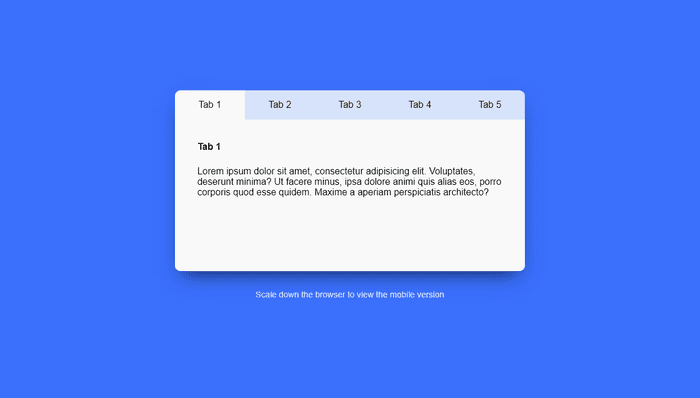 Tab 1 Tab 2 Tab 3 Tab 4 Tab 5
Tab 1
Lorem ipsum dolor sit amet, consectetur adipisicing elit. Voluptates,
deserunt minima? Ut facere minus, ipsa dolore animi quis alias eos, porro
corporis quod esse quidem. Maxime a aperiam perspiciatis architecto?
Scale down the browser to view the mobile version